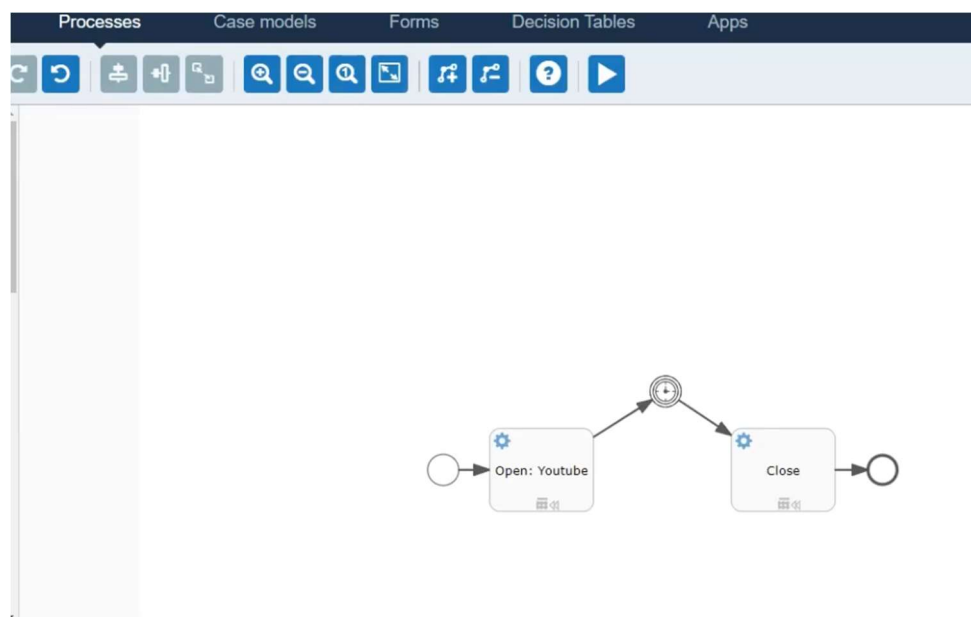 Processes Case models Forms Decision Tables Apps
Open: Youtube
Close